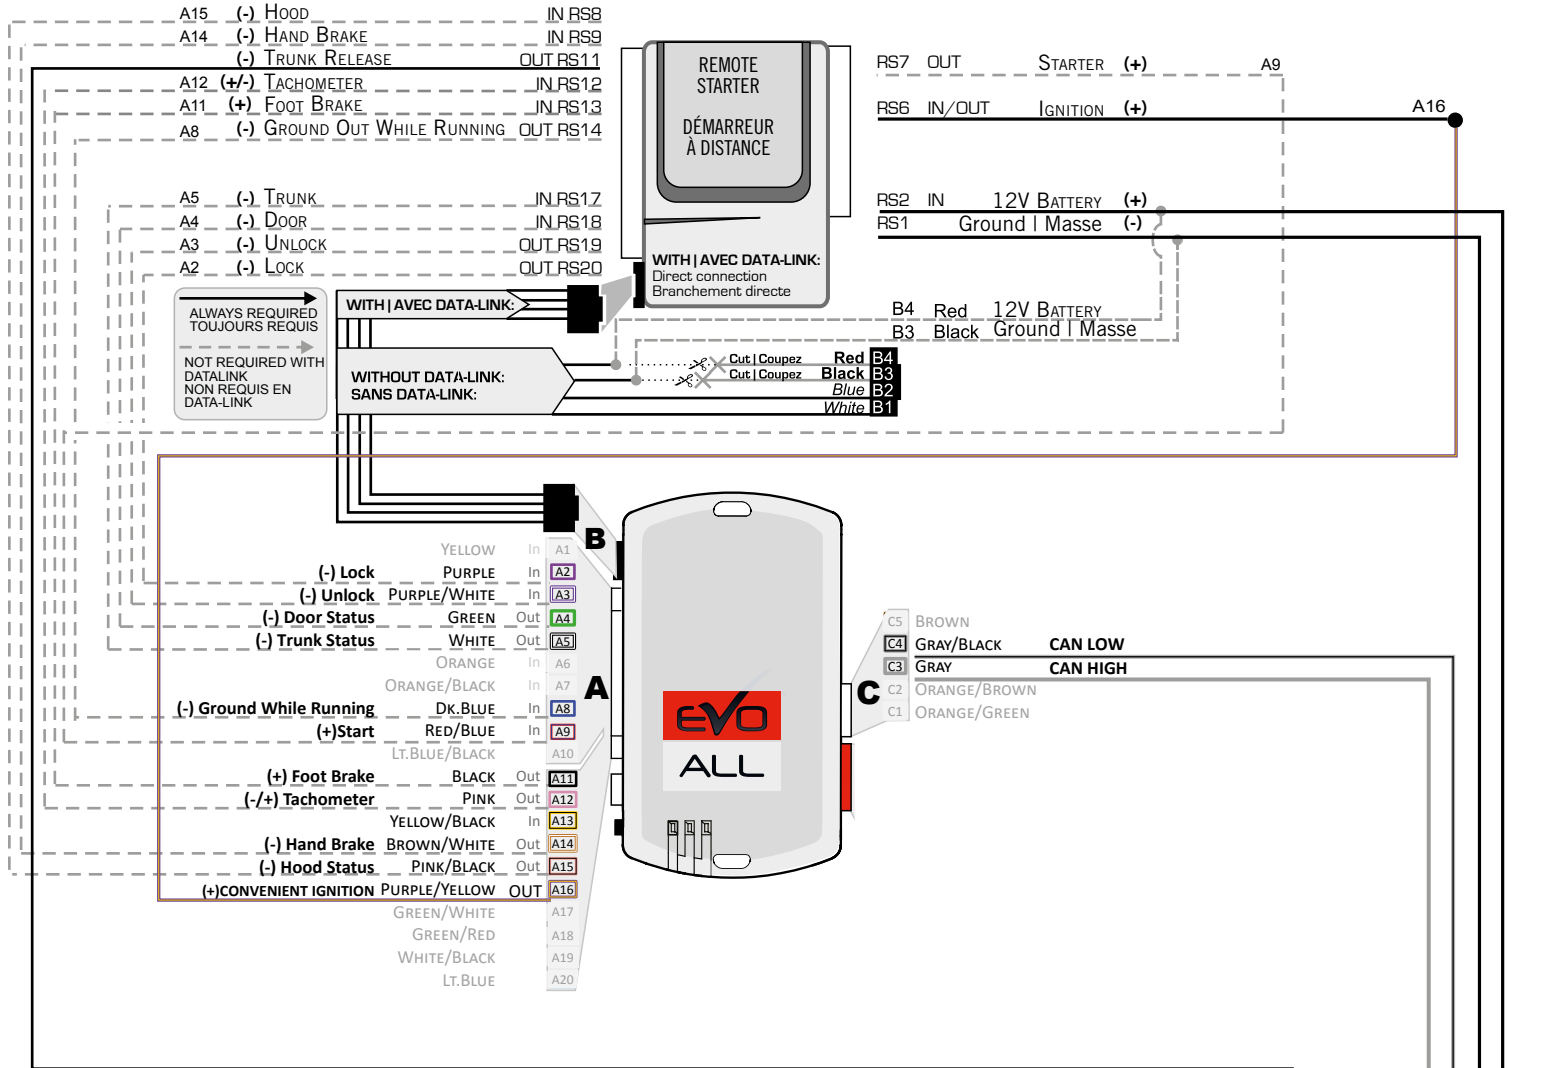 A15 (-) HOOD IN RS8
A14 (-) HAND BRAKE IN RS9
(-) TRUNK RELEASE OUT RS11
A12 (+/-) TACHOMETER IN RS12
A11 (+) FOOT BRAKE IN RS13
A8 (-) GROUND OUT WHILE RUNNING OUT RS14
A5 (-) TRUNK IN RS17
A4 (-) DOOR IN RS18
A3 (-) UNLOCK OUT RS19
A2 (-) LOCK OUT RS20
REMOTE
STARTER
DÉMARREUR
À DISTANCE
WITH | AVEC DATA-LINK:
Direct connection
Branchement directe
RS7 OUT STARTER (+) A9
RS6 IN/OUT IGNITION (+) A16
RS2 IN 12V BATTERY (+)
RS1 Ground | Masse (-)
B4 Red 12V BATTERY
B3 Black Ground | Masse
ALWAYS REQUIRED
TOUJOURS REQUIS
NOT REQUIRED WITH
DATALINK
NON REQUIS EN
DATA-LINK
WITH | AVEC DATA-LINK:
WITHOUT DATA-LINK:
SANS DATA-LINK:
Cut | Coupez Red B4
Cut | Coupez Black B3
Blue B2
White B1
B
YELLOW In A1
(-) Lock PURPLE In A2
(-) Unlock PURPLE/WHITE In A3
(-) Door Status GREEN Out A4
(-) Trunk Status WHITE Out A5
ORANGE In A6
ORANGE/BLACK In A7
(-) Ground While Running DK.BLUE In A8
(+)Start RED/BLUE In A9
LT.BLUE/BLACK A10
(+) Foot Brake BLACK Out A11
(-/+) Tachometer PINK Out A12
YELLOW/BLACK In A13
(-) Hand Brake BROWN/WHITE Out A14
(-) Hood Status PINK/BLACK Out A15
(+)CONVENIENT IGNITION PURPLE/YELLOW OUT A16
GREEN/WHITE A17
GREEN/RED A18
WHITE/BLACK A19
LT.BLUE A20
A
EVO
ALL
C
C5 BROWN
C4 GRAY/BLACK CAN LOW
C3 GRAY CAN HIGH
C2 ORANGE/BROWN
C1 ORANGE/GREEN